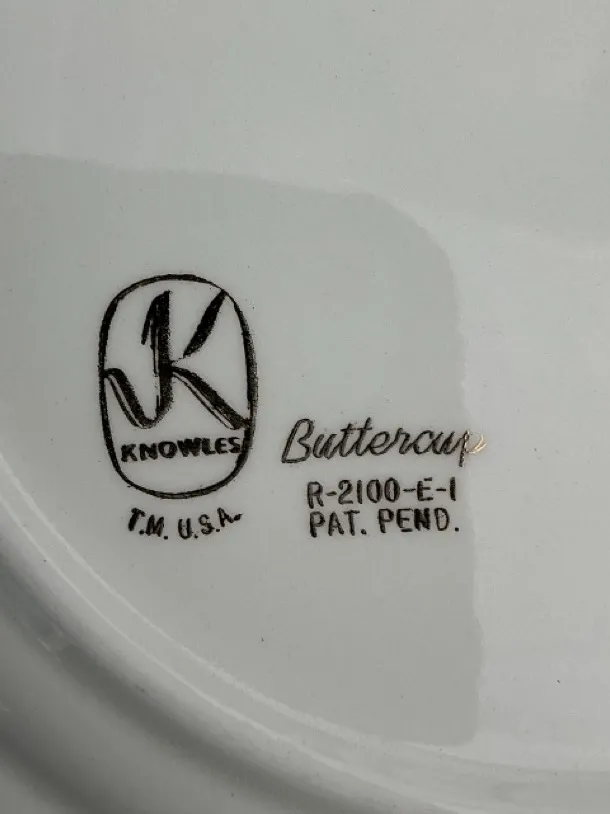 K
KNOWLES
T.M. U.S.A.
Buttercup
R-2100-E-1
PAT. PEND.